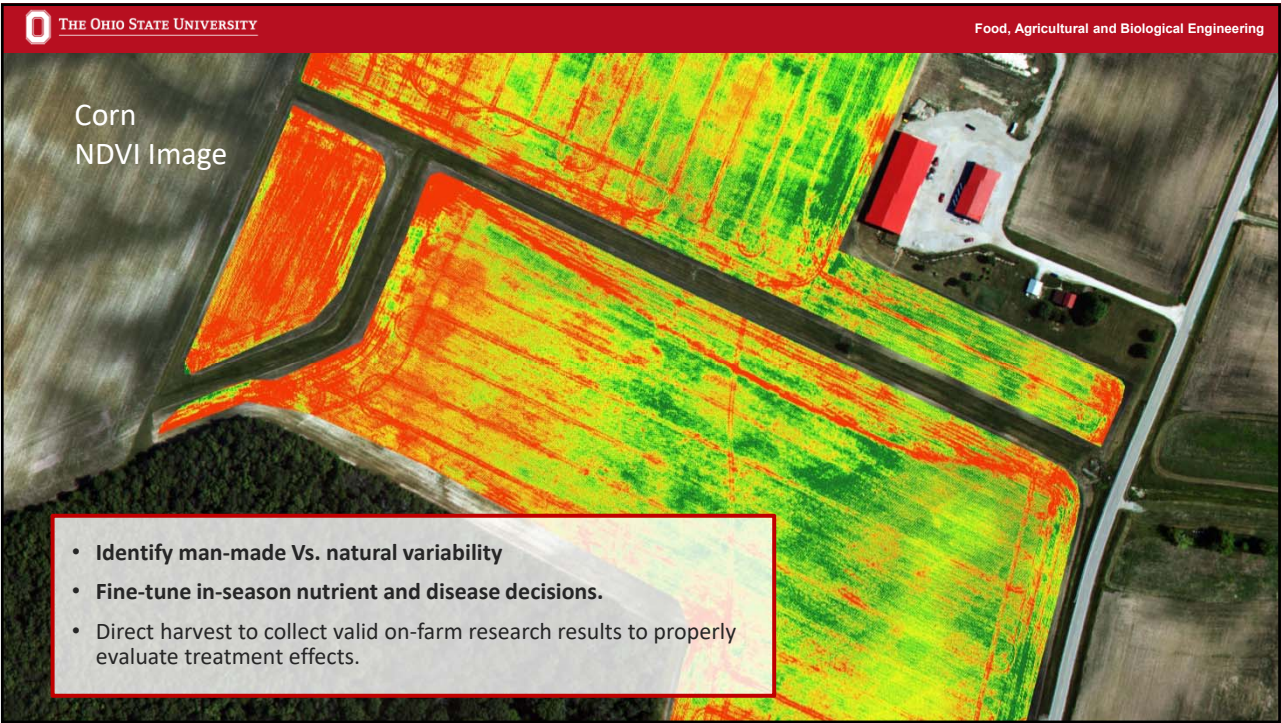 THE OHIO STATE UNIVERSITY
Food, Agricultural and Biological Engineering
Corn
NDVI Image
• Identify man-made Vs. natural variability
• Fine-tune in-season nutrient and disease decisions.
• Direct harvest to collect valid on-farm research results to properly
evaluate treatment effects.